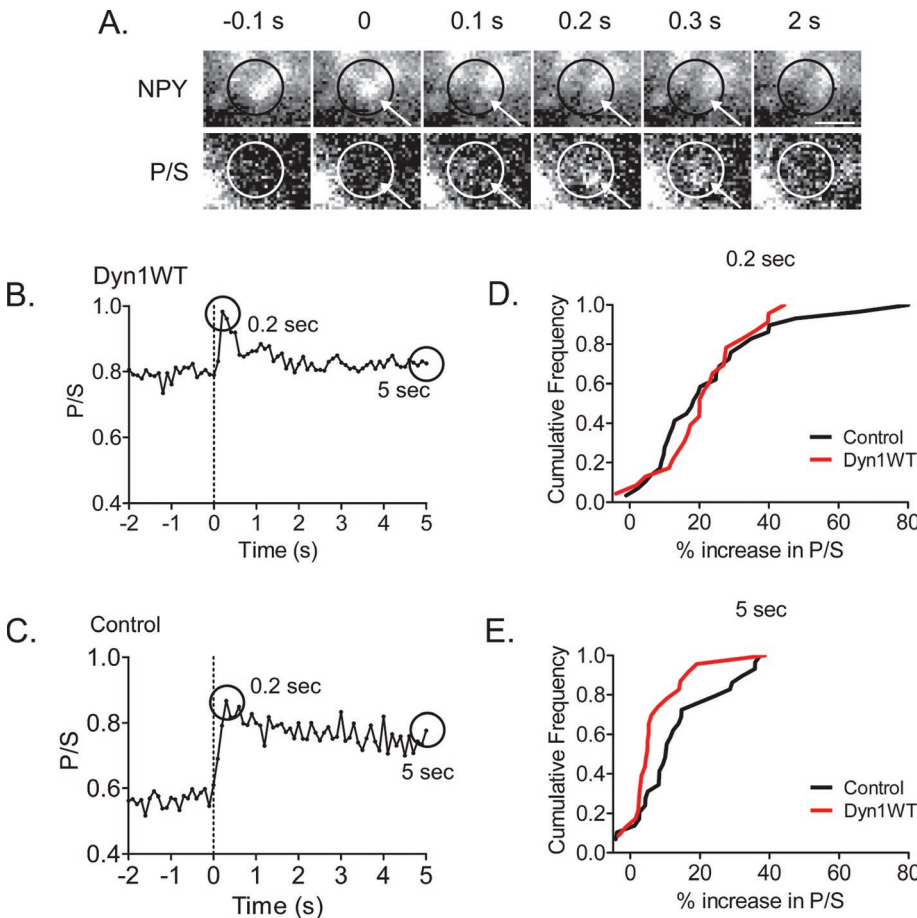 A.
-0.1 s 0 0.1 s 0.2 s 0.3 s 2 s
NPY
P/S
B.
Dyn1WT
1.0
0.8
0.6
0.4
P/S
0.2 sec
5 sec
-2 -1 0 1 2 3 4 5
Time (s)
C.
Control
1.0
0.8
0.6
0.4
P/S
0.2 sec
5 sec
-2 -1 0 1 2 3 4 5
Time (s)
D.
0.2 sec
Cumulative Frequency
1.0
0.8
0.6
0.4
0.2
0.0
Control
Dyn1WT
0 20 40 60 80
% increase in P/S
E.
5 sec
Cumulative Frequency
1.0
0.8
0.6
0.4
0.2
0.0
Control
Dyn1WT
0 20 40 60 80
% increase in P/S